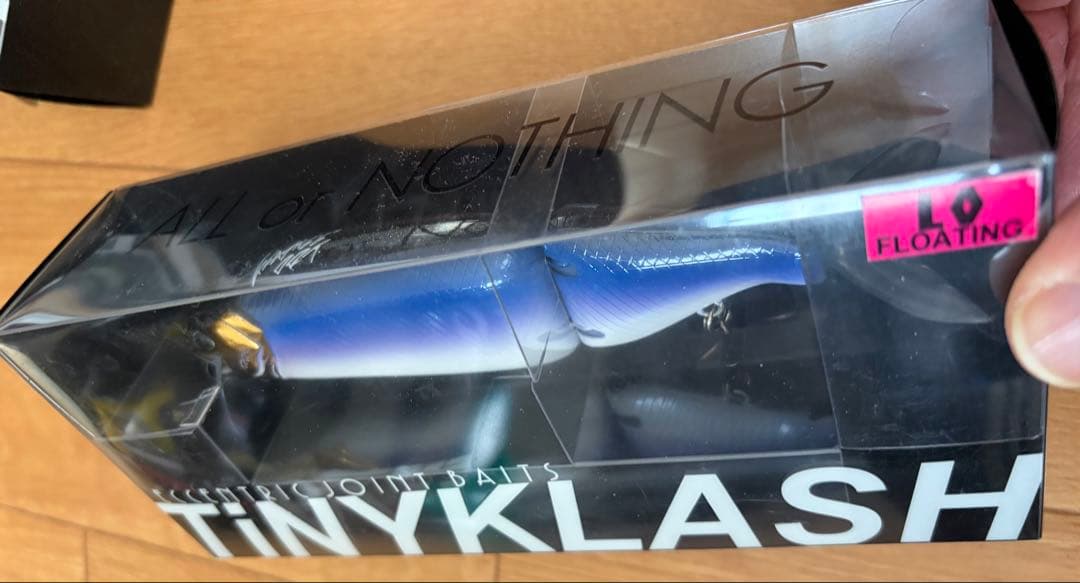 ALL or NOTHING
LO
FLOATING
ECCENTRIC JOINT BAITS
TiNYKLASH